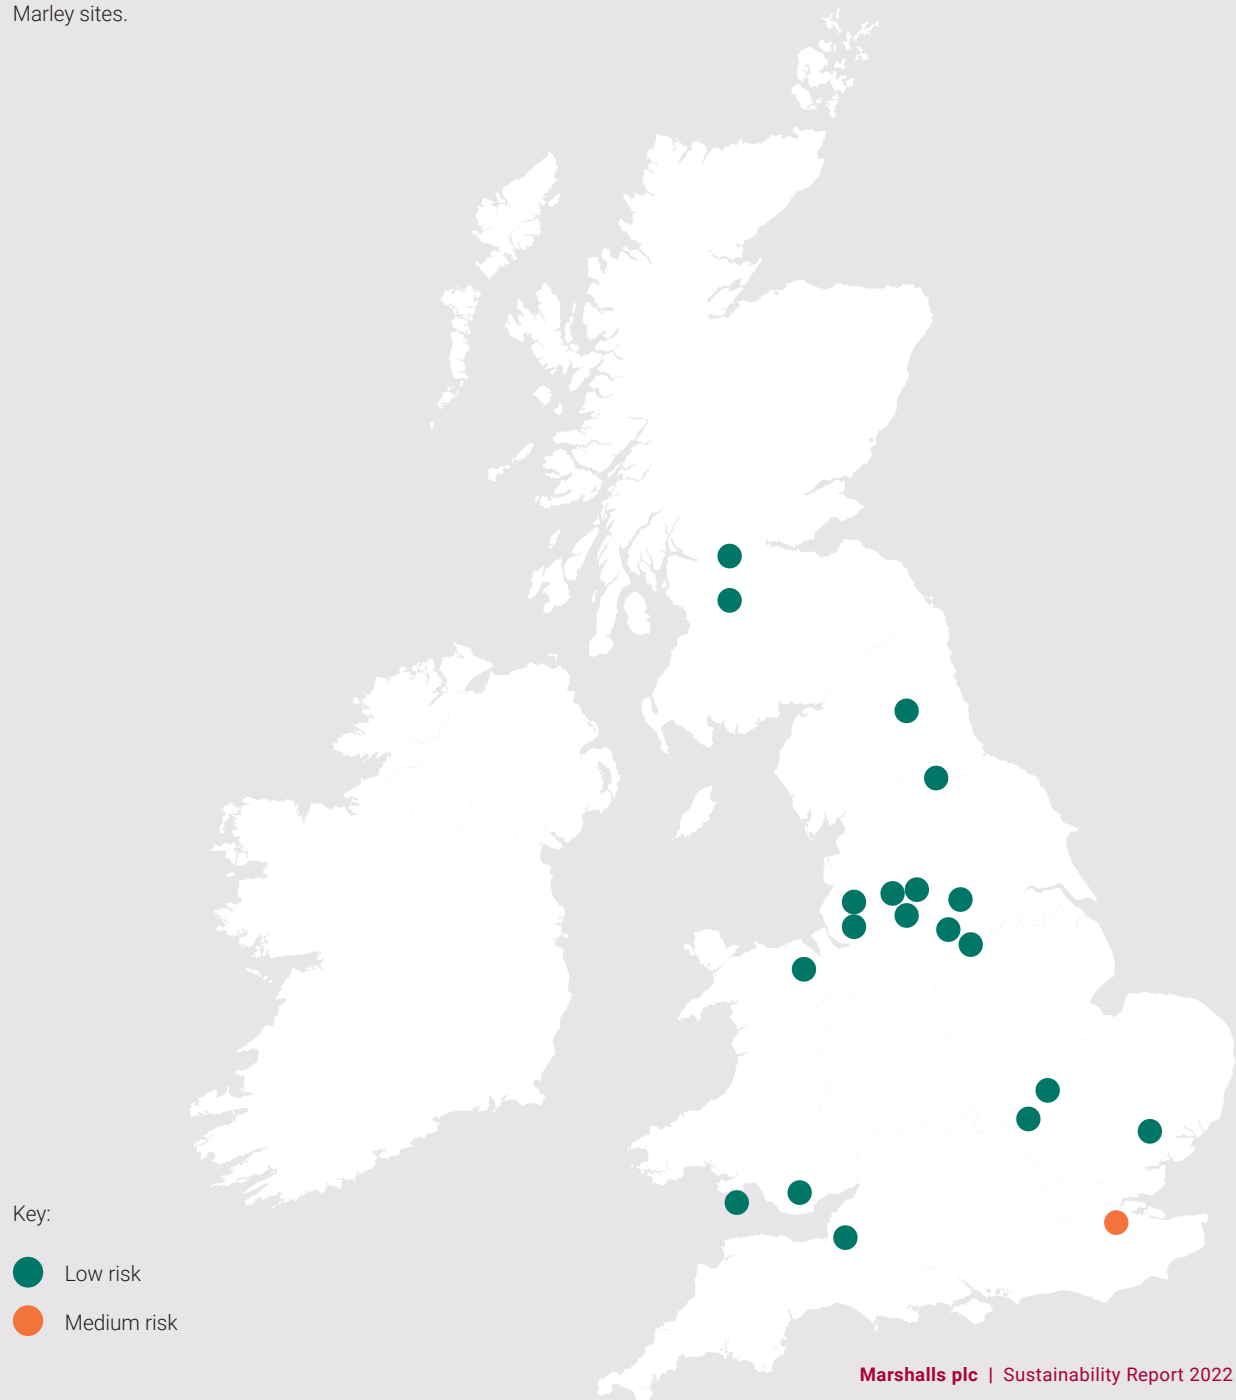 Marley sites.
Key:
Low risk
Medium risk
Marshalls plc | Sustainability Report 2022